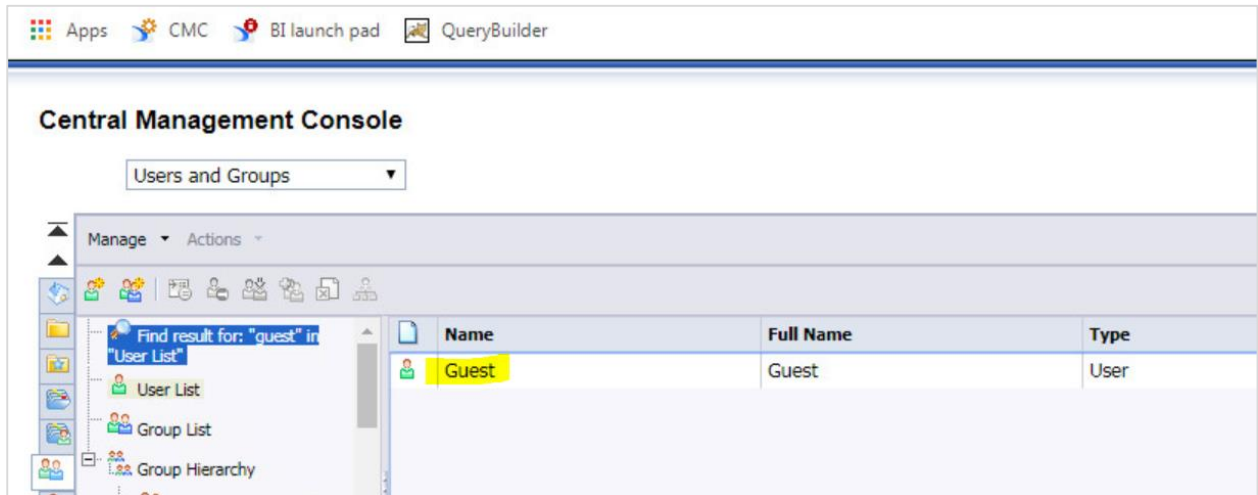 Apps CMC BI launch pad QueryBuilder
Central Management Console
Users and Groups
Manage Actions
Find result for: "guest" in
"User List"
User List
Group List
Group Hierarchy
Name Full Name Type
Guest Guest User